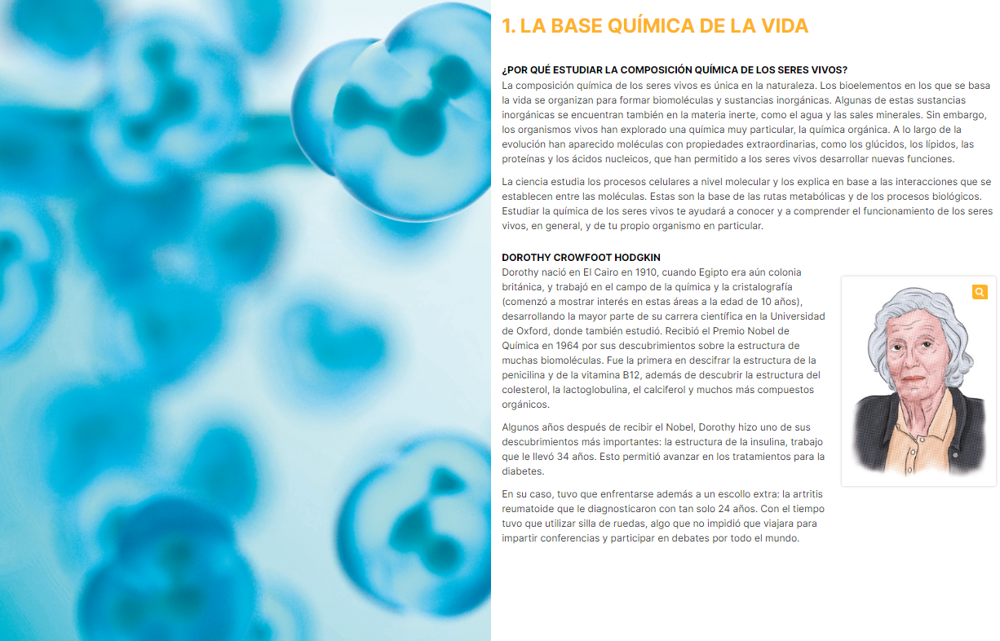 1. LA BASE QUÍMICA DE LA VIDA
¿POR QUÉ ESTUDIAR LA COMPOSICIÓN QUÍMICA DE LOS SERES VIVOS?
La composición química de los seres vivos es única en la naturaleza. Los bioelementos en los que se basa
la vida se organizan para formar biomoléculas y sustancias inorgánicas. Algunas de estas sustancias
inorgánicas se encuentran también en la materia inerte, como el agua y las sales minerales. Sin embargo,
los organismos vivos han explorado una química muy particular, la química orgánica. A lo largo de la
evolución han aparecido moléculas con propiedades extraordinarias, como los glúcidos, los lípidos, las
proteínas y los ácidos nucleicos, que han permitido a los seres vivos desarrollar nuevas funciones.
La ciencia estudia los procesos celulares a nivel molecular y los explica en base a las interacciones que se
establecen entre las moléculas. Estas son la base de las rutas metabólicas y de los procesos biológicos.
Estudiar la química de los seres vivos te ayudará a conocer y a comprender el funcionamiento de los seres
vivos, en general, y de tu propio organismo en particular.
DOROTHY CROWFOOT HODGKIN
Dorothy nació en El Cairo en 1910, cuando Egipto era aún colonia
británica, y trabajó en el campo de la química y la cristalografía
(comenzó a mostrar interés en estas áreas a la edad de 10 años),
desarrollando la mayor parte de su carrera científica en la Universidad
de Oxford, donde también estudió. Recibió el Premio Nobel de
Química en 1964 por sus descubrimientos sobre la estructura de
muchas biomoléculas. Fue la primera en descifrar la estructura de la
penicilina y de la vitamina B12, además de descubrir la estructura del
colesterol, la lactoglobulina, el calciferol y muchos más compuestos
orgánicos.
Algunos años después de recibir el Nobel, Dorothy hizo uno de sus
descubrimientos más importantes: la estructura de la insulina, trabajo
que le llevó 34 años. Esto permitió avanzar en los tratamientos para la
diabetes.
En su caso, tuvo que enfrentarse además a un escollo extra: la artritis
reumatoide que le diagnosticaron con tan solo 24 años. Con el tiempo
tuvo que utilizar silla de ruedas, algo que no impidió que viajara para
impartir conferencias y participar en debates por todo el mundo.